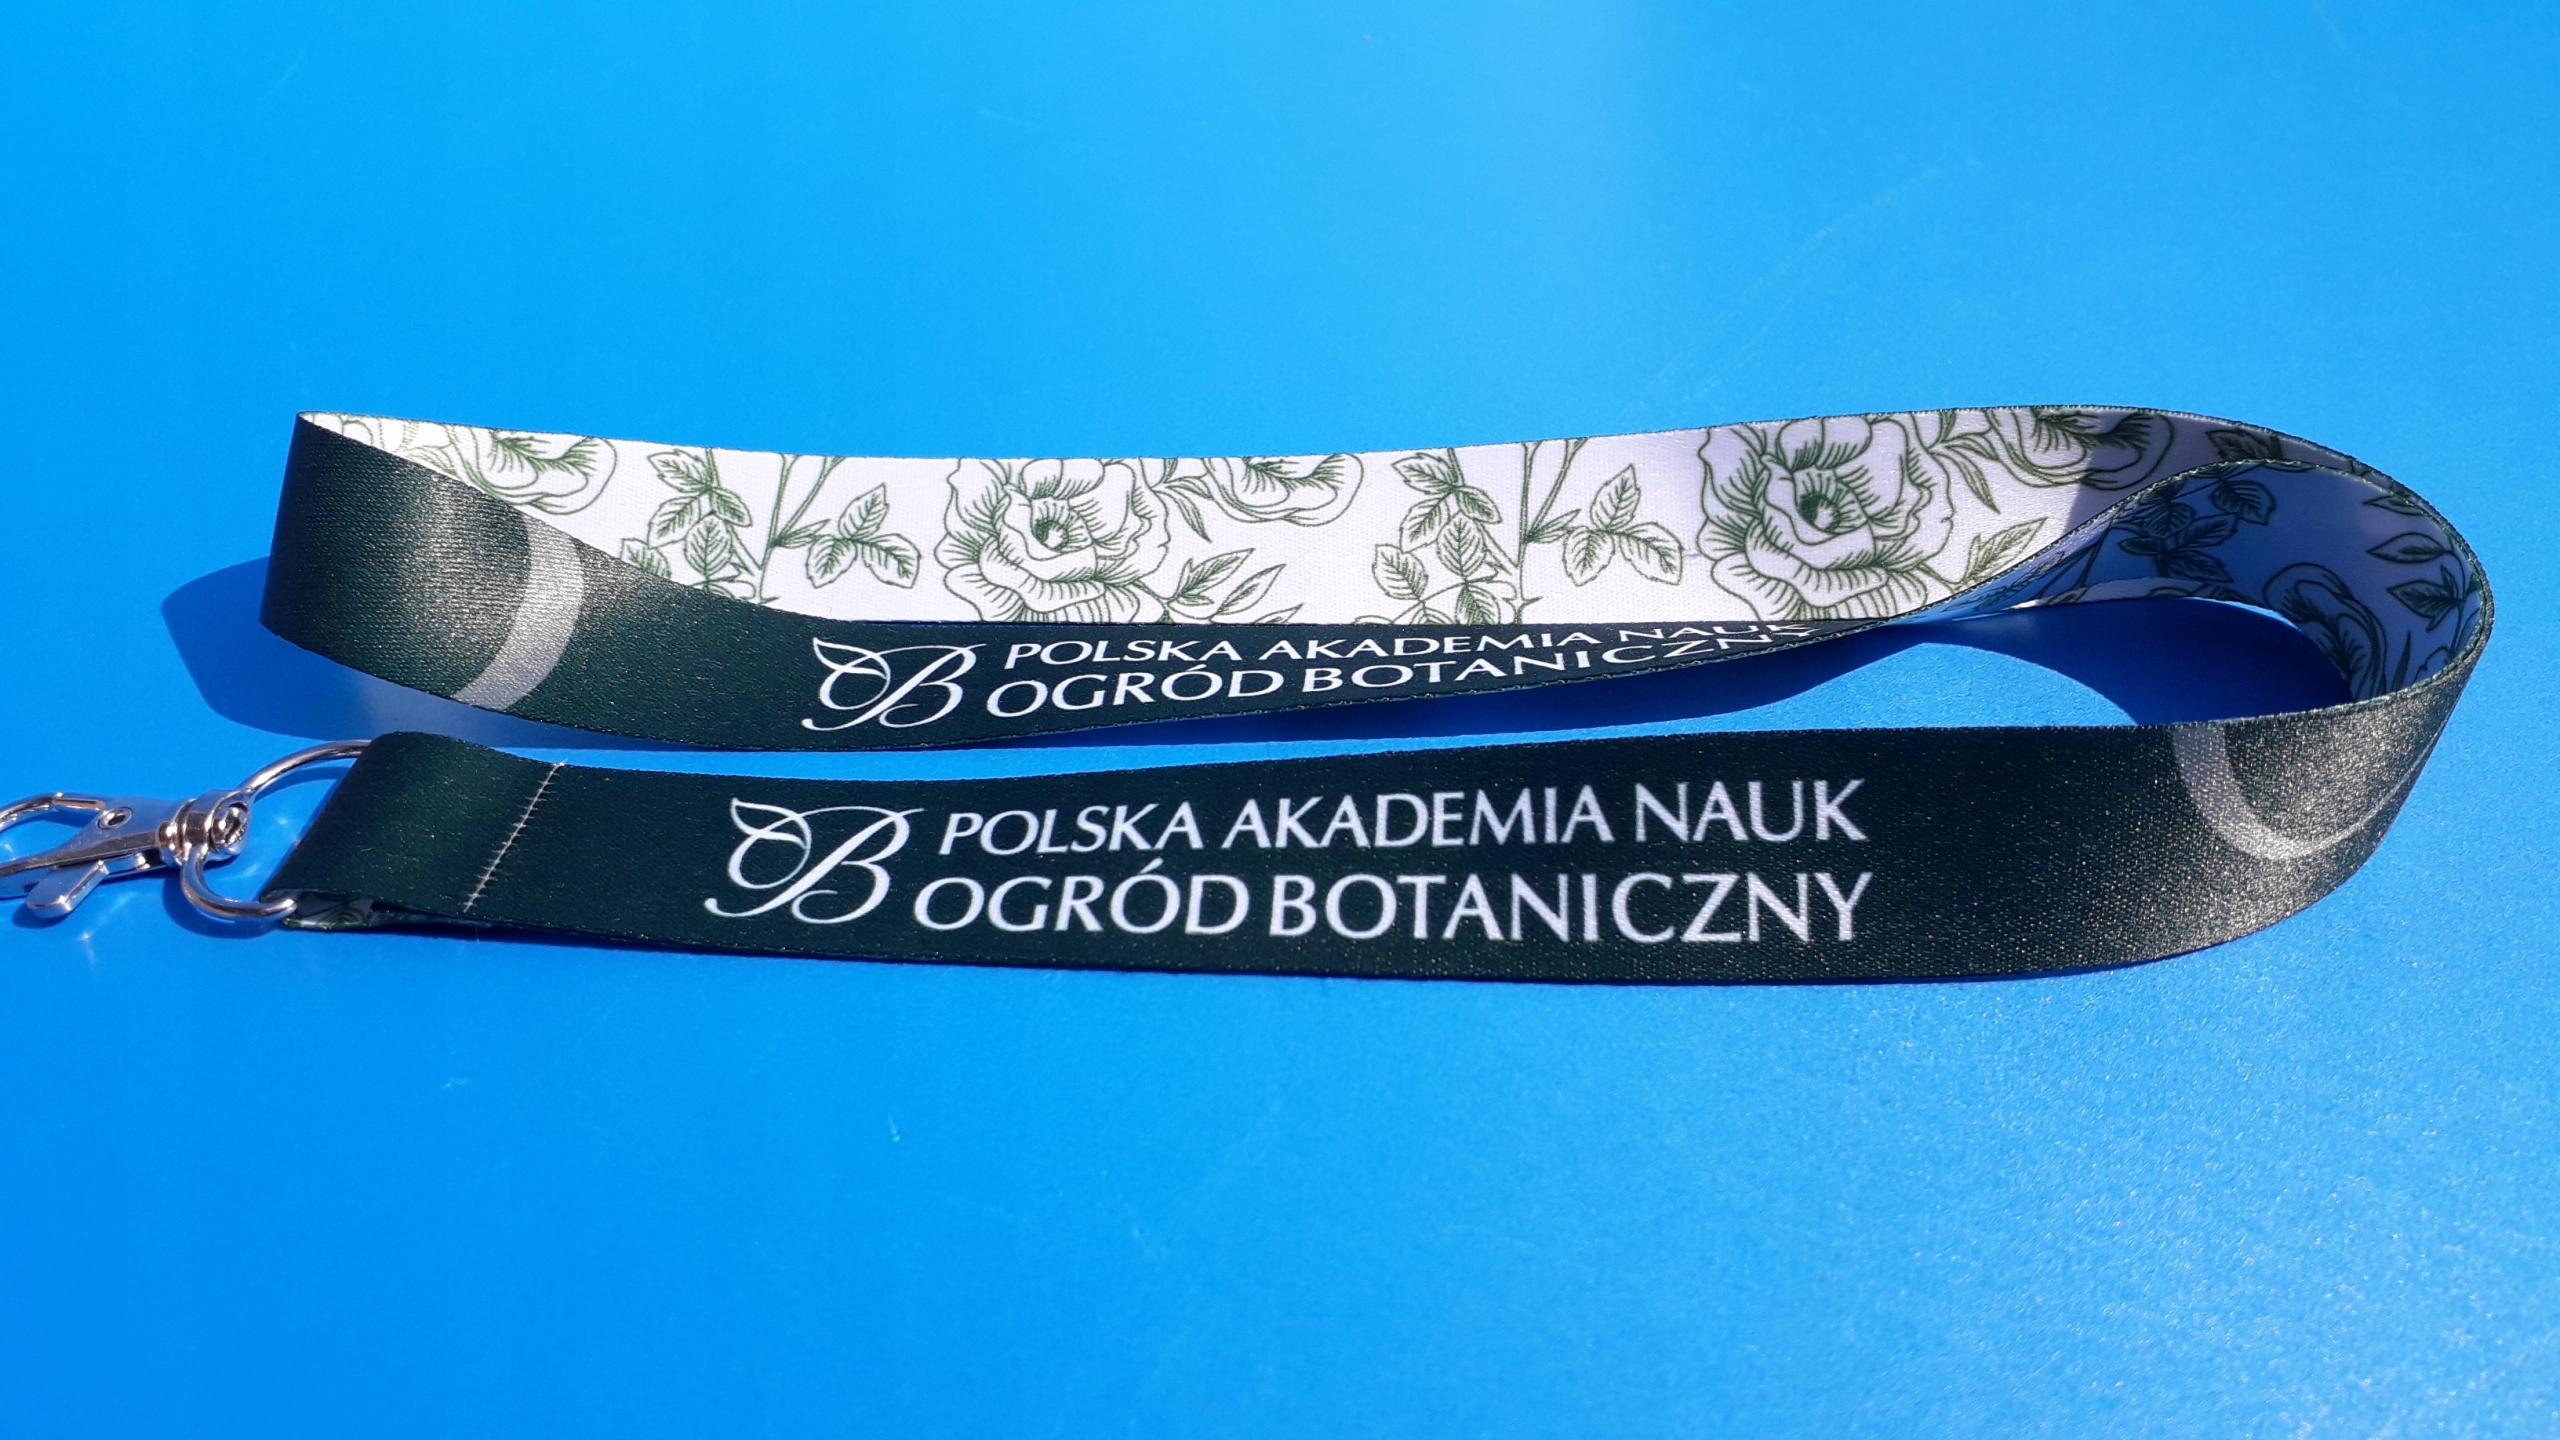 POLSKA AKADEMIA NAUK
OGRÓD BOTANICZNY
B POLSKA AKADEMIA NAUK
OGRÓD BOTANICZNY